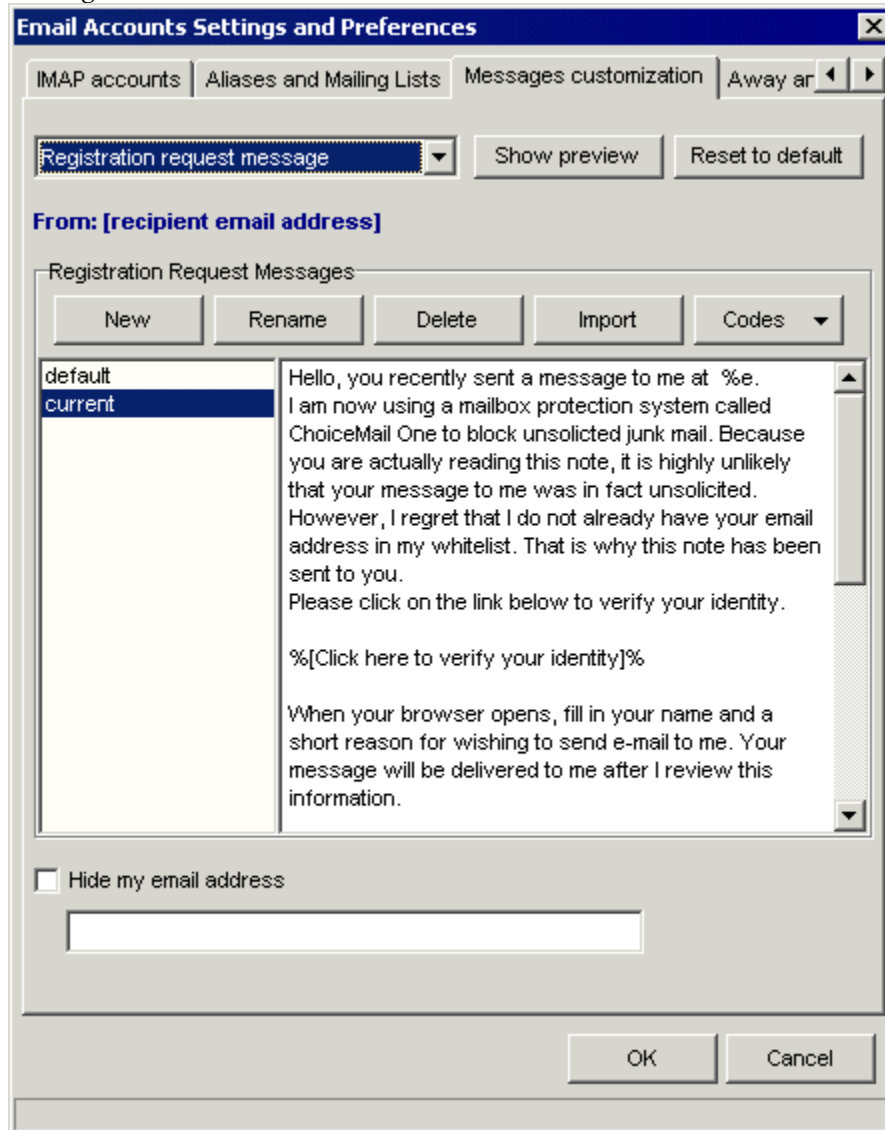 Email Accounts Settings and Preferences
IMAP accounts Aliases and Mailing Lists Messages customization Away ar
Registration request message Show preview Reset to default
From: [recipient email address]
Registration Request Messages
New Rename Delete Import Codes
default
current
Hello, you recently sent a message to me at %e.
I am now using a mailbox protection system called
ChoiceMail One to block unsolicted junk mail. Because
you are actually reading this note, it is highly unlikely
that your message to me was in fact unsolicited.
However, I regret that I do not already have your email
address in my whitelist. That is why this note has been
sent to you.
Please click on the link below to verify your identity.
%[Click here to verify your identity]%
When your browser opens, fill in your name and a
short reason for wishing to send e-mail to me. Your
message will be delivered to me after I review this
information.
Hide my email address
OK Cancel